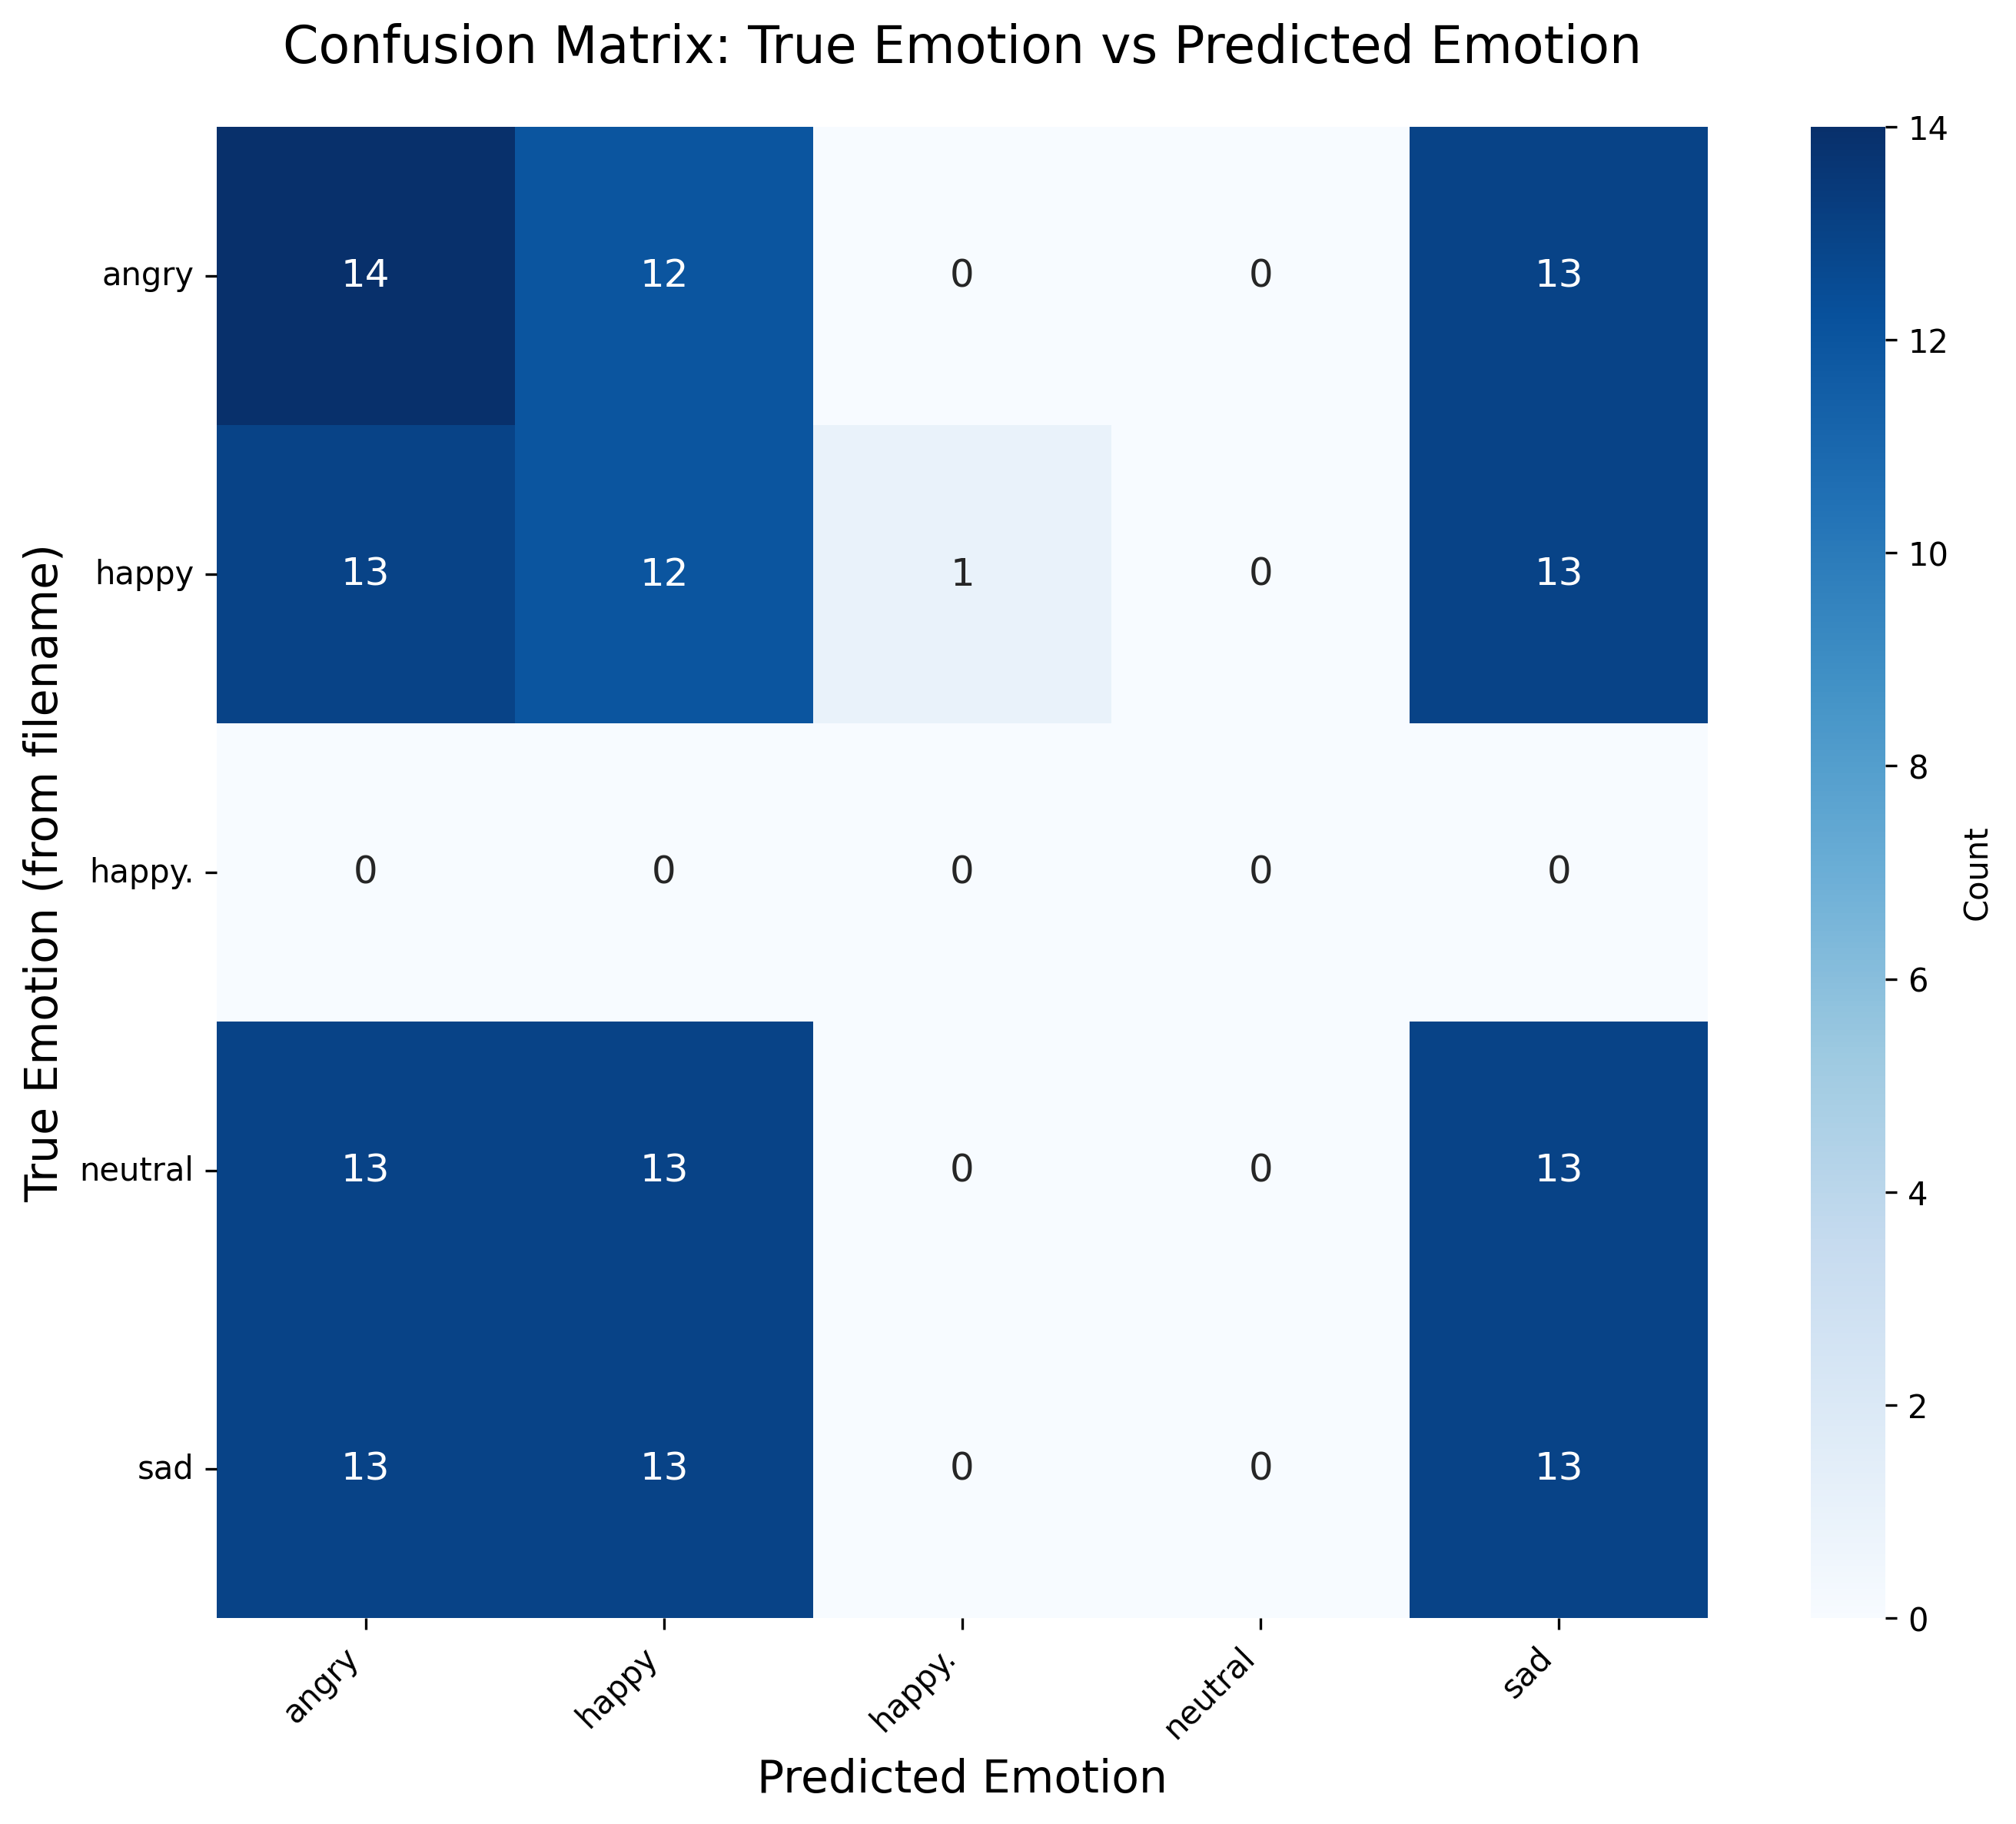 Confusion Matrix: True Emotion vs Predicted Emotion
True Emotion (from filename)
angry 14 12 0 0 13
happy 13 12 1 0 13
happy. 0 0 0 0 0
neutral 13 13 0 0 13
sad 13 13 0 0 13
angry happy happy. neutral sad
Predicted Emotion
14
12
10
8
6
4
2
0
Count